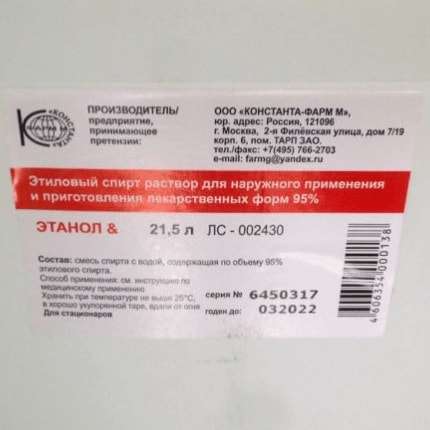 «КОНСТАНТА»
ФАРМ М
ПРОИЗВОДИТЕЛЬ/
предприятие,
принимающее
претензии:
ООО «КОНСТАНТА-ФАРМ М»,
юр. адрес: Россия, 121096
г. Москва, 2-я Филёвская улица, дом 7/19
корп. 6, пом. ТАРП ЗАО.
тел./факс: +7(495) 766-2703
e-mail: farmg@yandex.ru
Этиловый спирт раствор для наружного применения
и приготовления лекарственных форм 95%
ЭТАНОЛ & 21,5 л ЛС - 002430
Состав: смесь спирта с водой, содержащая по объему 95%
этилового спирта.
Способ применения: см. инструкцию по
медицинскому применению
Хранить при температуре не выше 25°С,
в хорошо укупоренной таре, вдали от огня
Для стационаров
серия № 6450317
годен до: 032022
4606354000138